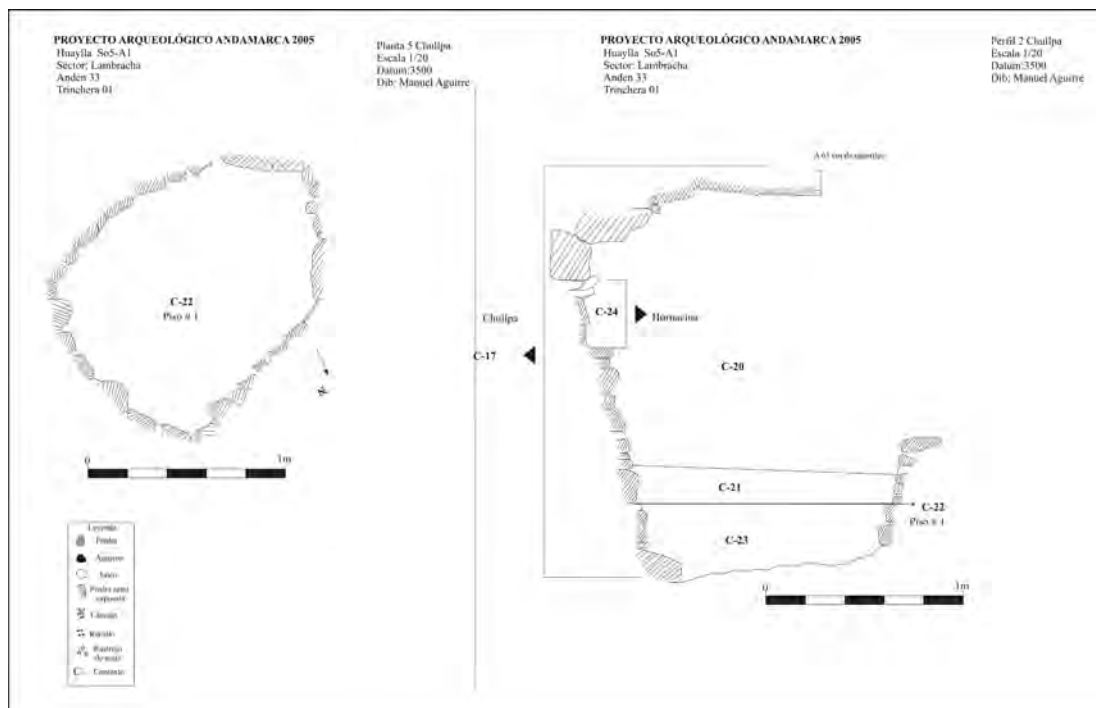 PROYECTO ARQUEOLÓGICO ANDAMARCA 2005
Huaylla So5-A1
Sector: Lambracha
Andén 33
Trinchera 01
Planta 5 Chullpa
Escala 1/20
Datum:3500
Dib: Manuel Aguirre
C-22
Piso # 1
0 1m
Leyenda
Piedra
C Contexto
PROYECTO ARQUEOLÓGICO ANDAMARCA 2005
Huaylla So5-A1
Sector: Lambracha
Andén 33
Trinchera 01
Perfil 2 Chullpa
Escala 1/20
Datum:3500
Dib: Manuel Aguirre
Chullpa
C-17
C-24
Hornacina
C-20
C-21
C-22
Piso # 1
C-23
0 1m